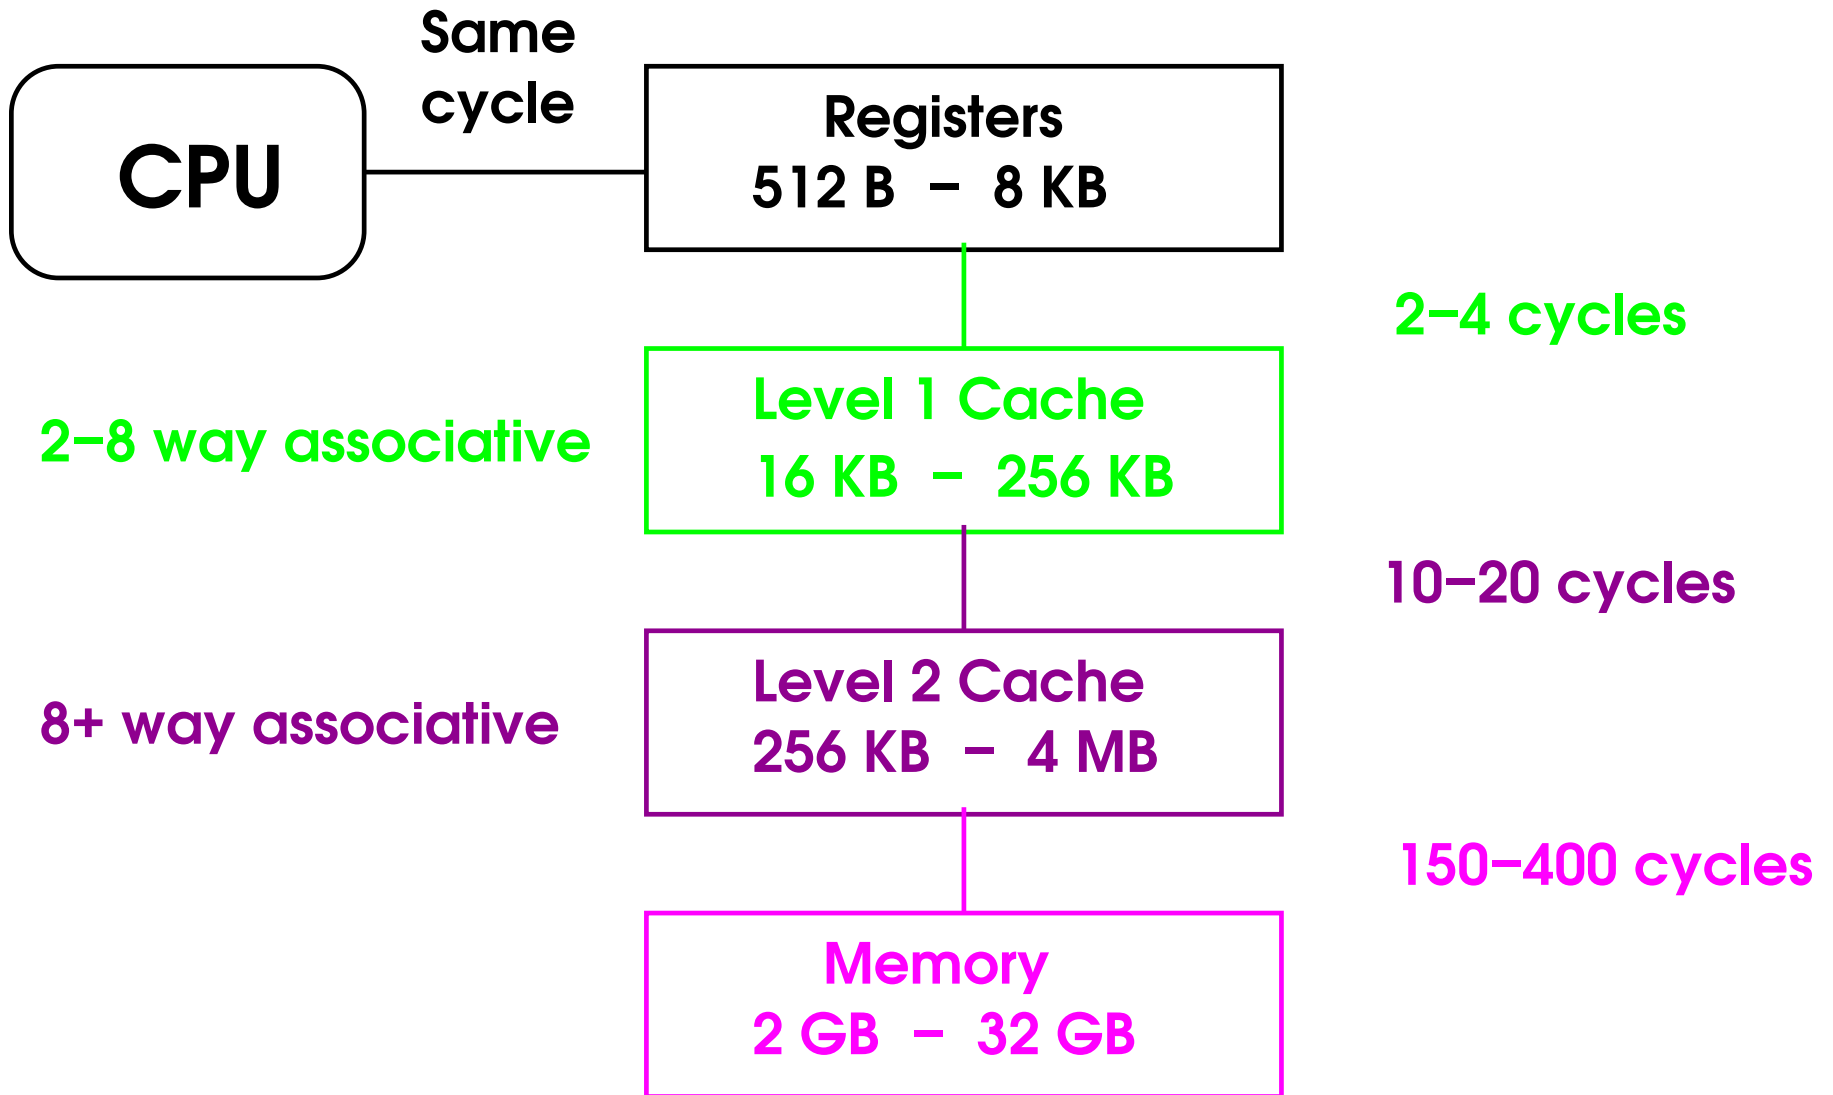 Same
cycle
CPU
Registers
512 B – 8 KB
2–4 cycles
Level 1 Cache
16 KB – 256 KB
2–8 way associative
10–20 cycles
Level 2 Cache
256 KB – 4 MB
8+ way associative
150–400 cycles
Memory
2 GB – 32 GB